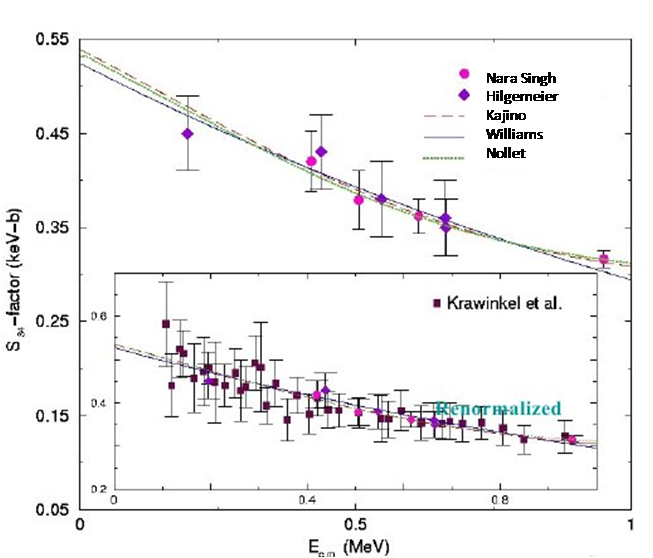 0.55
Nara Singh
Hilgemeier
Kajino
Williams
Nollet
0.45
0.35
0.25
0.15
0.05
S₃₄-factor (keV-b)
Krawinkel et al.
0.6
0.4
0.2
Renormalized
0 0.4 0.8
0 0.5 1
E c.m. (MeV)